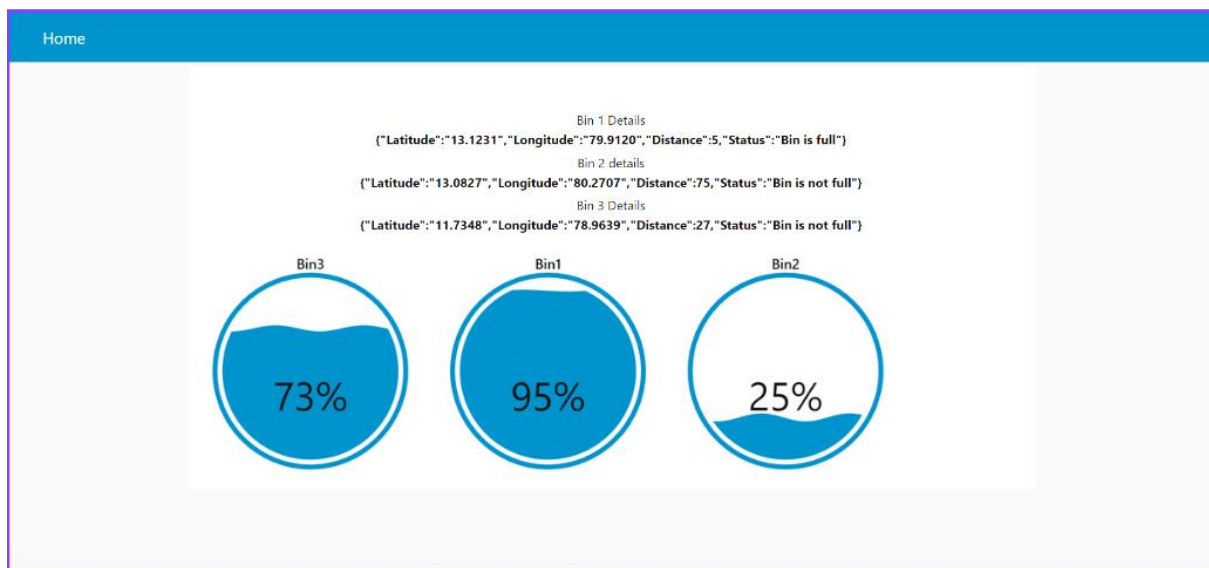 Home
Bin 1 Details
{"Latitude":"13.1231","Longitude":"79.9120","Distance":5,"Status":"Bin is full"}
Bin 2 details
{"Latitude":"13.0827","Longitude":"80.2707","Distance":75,"Status":"Bin is not full"}
Bin 3 Details
{"Latitude":"11.7348","Longitude":"78.9639","Distance":27,"Status":"Bin is not full"}
Bin3 Bin1 Bin2
73% 95% 25%